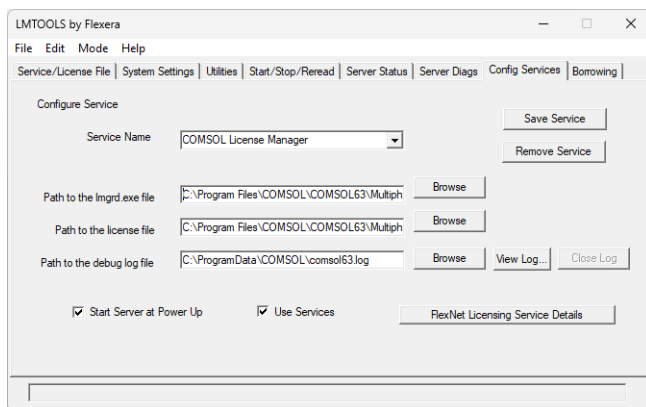 LMTOOLS by Flexera
File Edit Mode Help
Service/License File System Settings Utilities Start/Stop/Reread Server Status Server Diags Config Services Borrowing
Configure Service
Save Service
Service Name COMSOL License Manager
Remove Service
Path to the lmgrd.exe file C:\Program Files\COMSOL\COMSOL63\Multiph Browse
Path to the license file C:\Program Files\COMSOL\COMSOL63\Multiph Browse
Path to the debug log file C:\ProgramData\COMSOL\comsol63.log Browse View Log... Close Log
Start Server at Power Up Use Services FlexNet Licensing Service Details